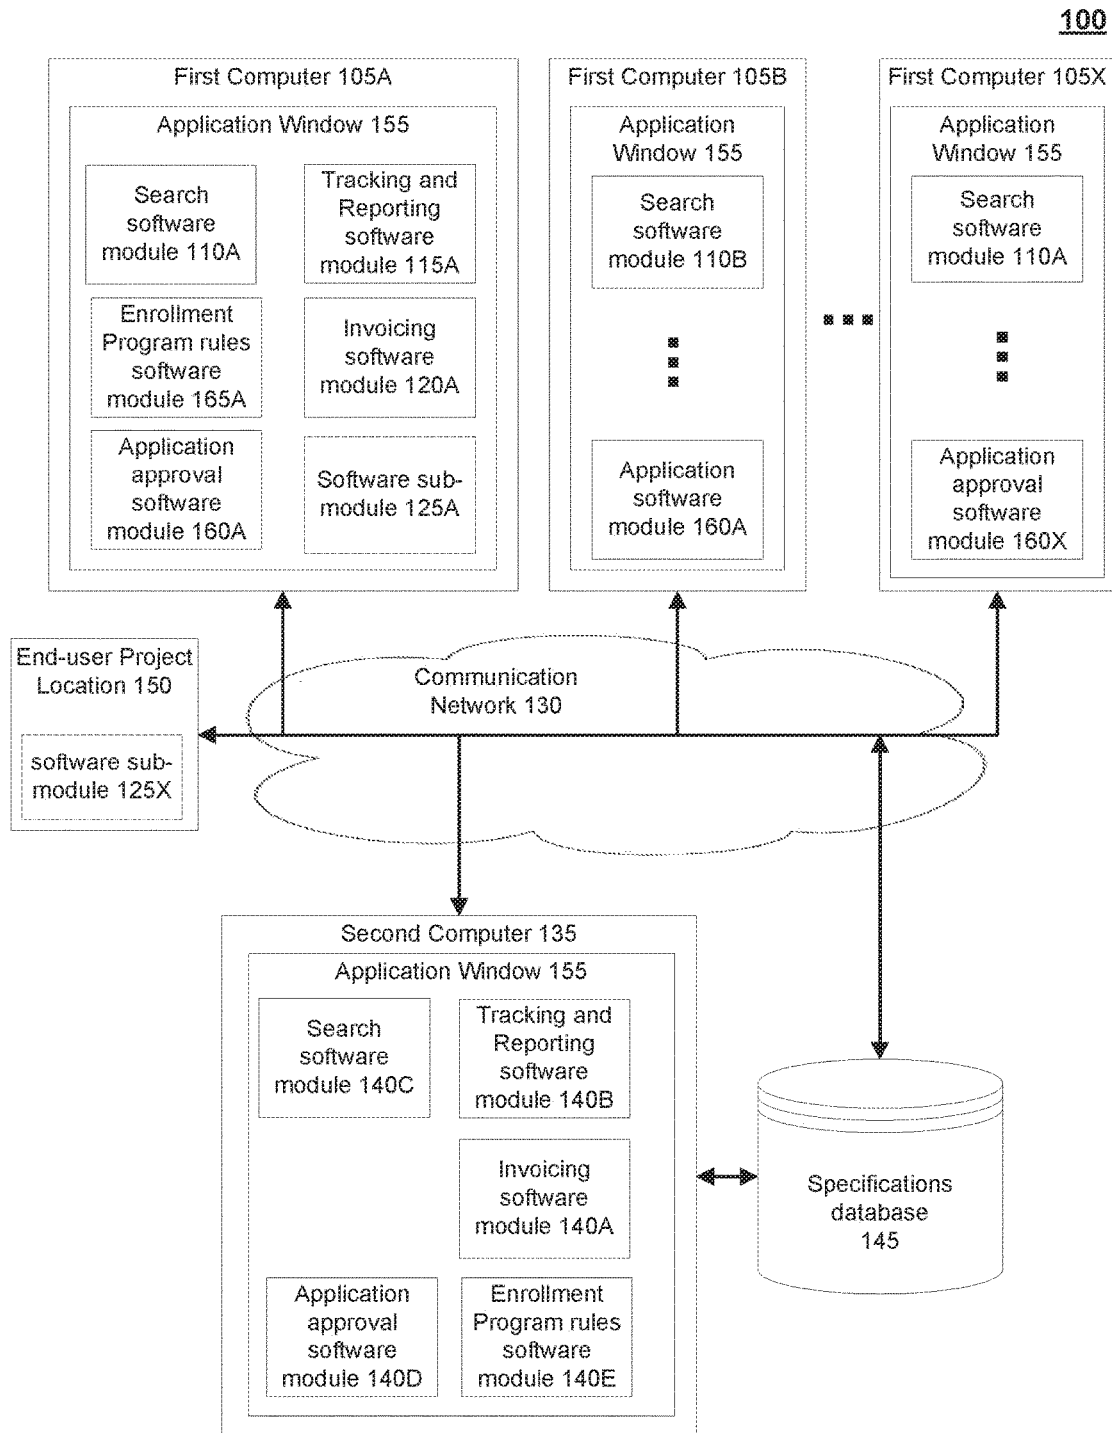 100
First Computer 105A
Application Window 155
Search
software
module 110A
Tracking and
Reporting
software
module 115A
Enrollment
Program rules
software
module 165A
Invoicing
software
module 120A
Application
approval
software
module 160A
Software sub-
module 125A
First Computer 105B
Application
Window 155
Search
software
module 110B
Application
software
module 160A
First Computer 105X
Application
Window 155
Search
software
module 110A
Application
approval
software
module 160X
End-user Project
Location 150
software sub-
module 125X
Communication
Network 130
Second Computer 135
Application Window 155
Search
software
module 140C
Tracking and
Reporting
software
module 140B
Invoicing
software
module 140A
Application
approval
software
module 140D
Enrollment
Program rules
software
module 140E
Specifications
database
145